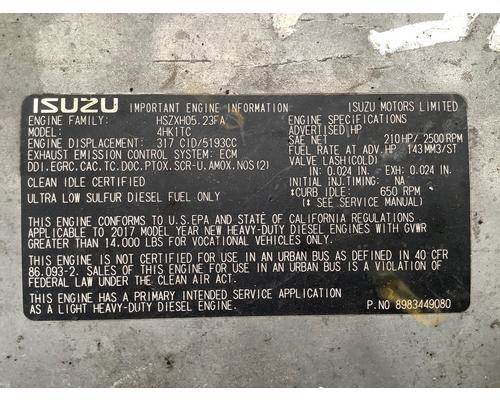 ISUZU IMPORTANT ENGINE INFORMATION ISUZU MOTORS LIMITED
ENGINE FAMILY: HSZXH05.23FA
MODEL: 4HK1TC
ENGINE DISPLACEMENT: 317 CID/5193CC
EXHAUST EMISSION CONTROL SYSTEM: ECM
DDI.EGRC.CAC.TC.DOC.PTOX.SCR-U.AMOX.NOS(2)
CLEAN IDLE CERTIFIED
ULTRA LOW SULFUR DIESEL FUEL ONLY
ENGINE SPECIFICATIONS
ADVERTISED HP
SAE NET 210HP/2500RPM
FUEL RATE AT ADV.HP 143MM3/ST
VALVE LASH(COLD)
IN: 0.024 IN - EXH: 0.024 IN
INITIAL INJ.TIMING: NA
*CURB IDLE: 650 RPM
(* SEE SERVICE MANUAL)
THIS ENGINE CONFORMS TO U.S.EPA AND STATE OF CALIFORNIA REGULATIONS
APPLICABLE TO 2017 MODEL YEAR NEW HEAVY-DUTY DIESEL ENGINES WITH GVWR
GREATER THAN 14.000 LBS FOR VOCATIONAL VEHICLES ONLY.
THIS ENGINE IS NOT CERTIFIED FOR USE IN AN URBAN BUS AS DEFINED IN 40 CFR
86.093-2. SALES OF THIS ENGINE FOR USE IN AN URBAN BUS IS A VIOLATION OF
FEDERAL LAW UNDER THE CLEAN AIR ACT.
THIS ENGINE HAS A PRIMARY INTENDED SERVICE APPLICATION
AS A LIGHT HEAVY-DUTY DIESEL ENGINE. P.NO 8983449080